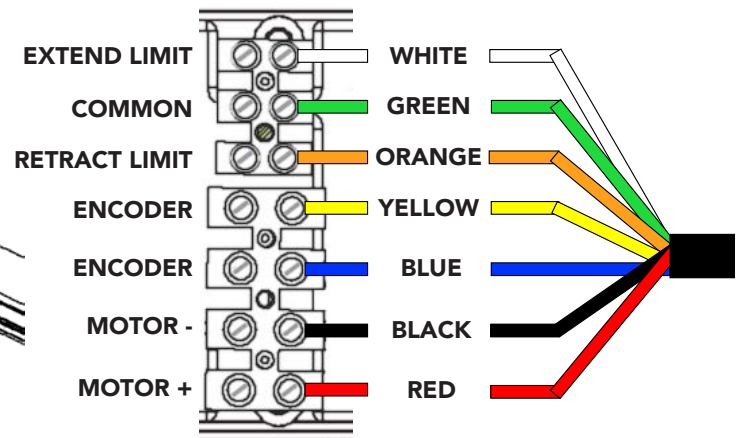 EXTEND LIMIT WHITE
COMMON GREEN
RETRACT LIMIT ORANGE
ENCODER YELLOW
ENCODER BLUE
MOTOR - BLACK
MOTOR + RED